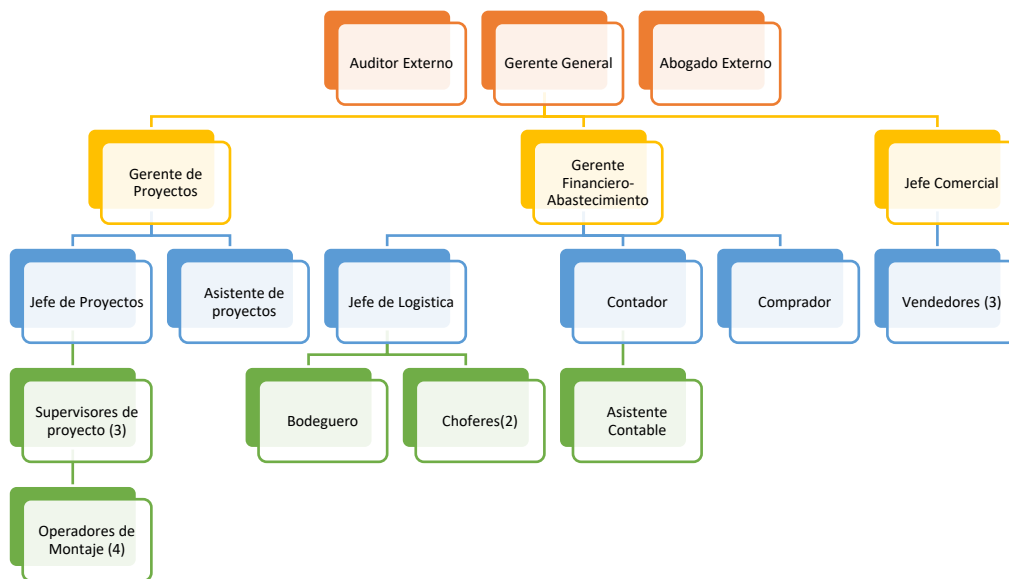 Auditor Externo
Gerente General
Abogado Externo
Gerente de
Proyectos
Gerente
Financiero-
Abastecimiento
Jefe Comercial
Jefe de Proyectos
Asistente de
proyectos
Jefe de Logistica
Contador
Comprador
Vendedores (3)
Supervisores de
proyecto (3)
Bodeguero
Choferes(2)
Asistente
Contable
Operadores de
Montaje (4)